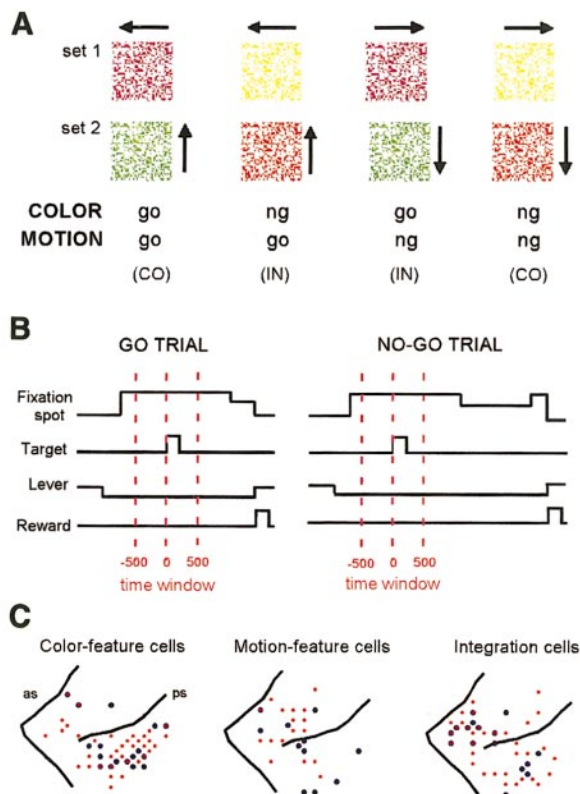 A
set 1
set 2
COLOR go ng go ng
MOTION go go ng ng
(CO) (IN) (IN) (CO)
B
GO TRIAL NO-GO TRIAL
Fixation
spot
Target
Lever
Reward
-500 0 500 -500 0 500
time window time window
C
Color-feature cells Motion-feature cells Integration cells
as ps